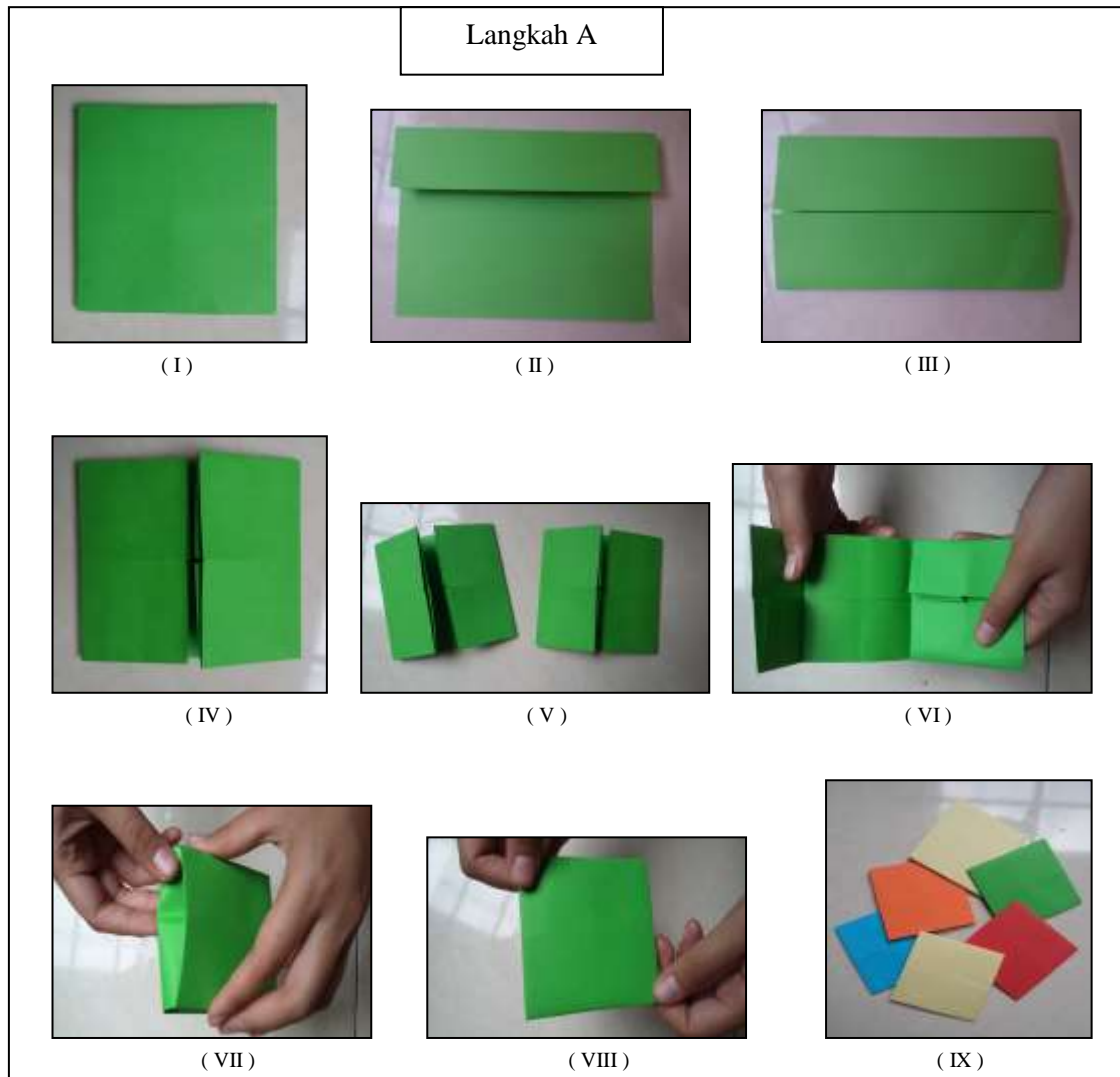 Langkah A
( I )
( II )
( III )
( IV )
( V )
( VI )
( VII )
( VIII )
( IX )